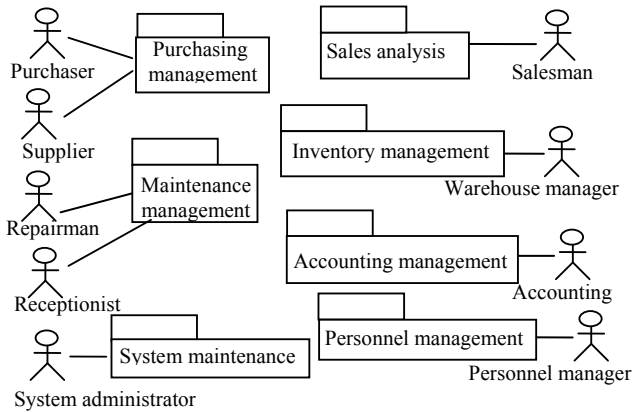 Purchaser
Purchasing
management
Supplier
Maintenance
management
Repairman
Receptionist
System maintenance
System administrator
Sales analysis
Salesman
Inventory management
Warehouse manager
Accounting management
Accounting
Personnel management
Personnel manager